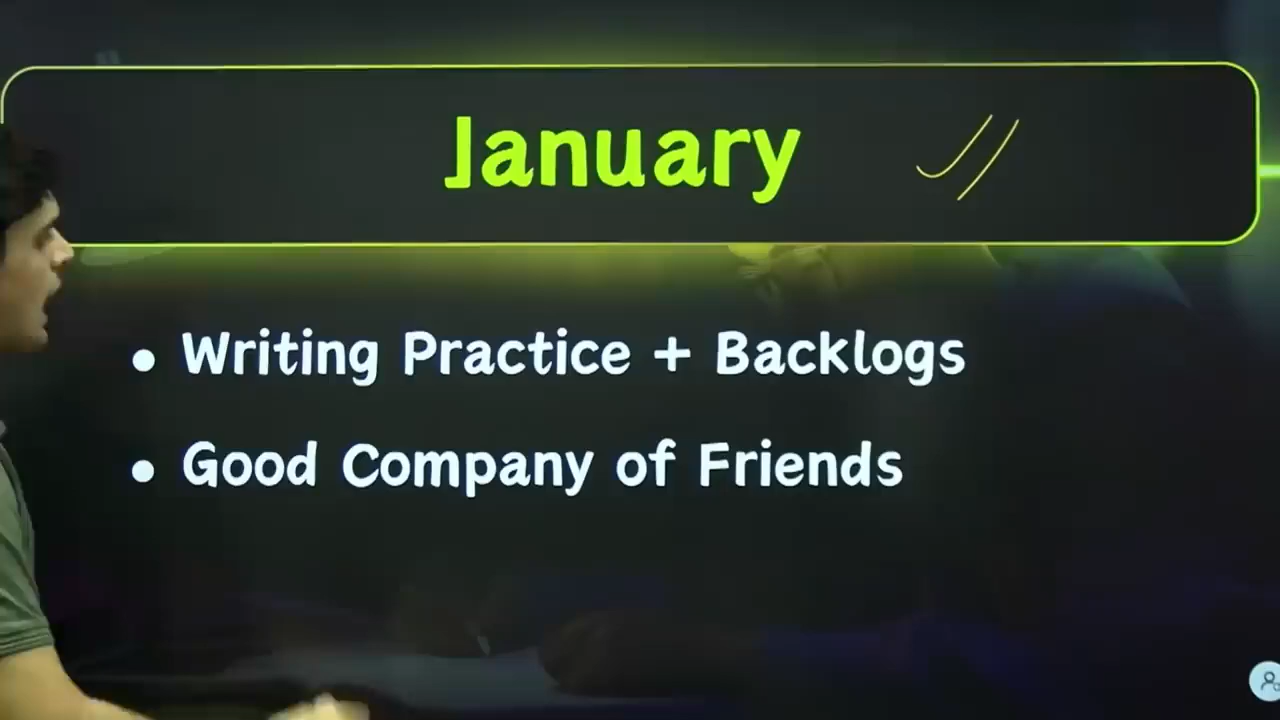 January
• Writing Practice + Backlogs
• Good Company of Friends